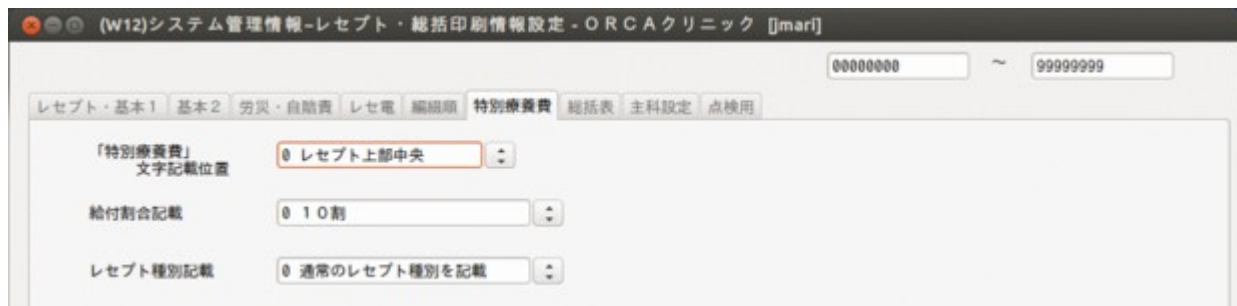 (W12)システム管理情報-レセプト・総括印刷情報設定 - ＯＲＣＡクリニック [jmari]
00000000 ～ 99999999
レセプト・基本１ 基本２ 労災・自賠責 レセ電 編綴順 特別療養費 総括表 主科設定 点検用
「特別療養費」 0 レセプト上部中央
文字記載位置
給付割合記載 0 １０割
レセプト種別記載 0 通常のレセプト種別を記載